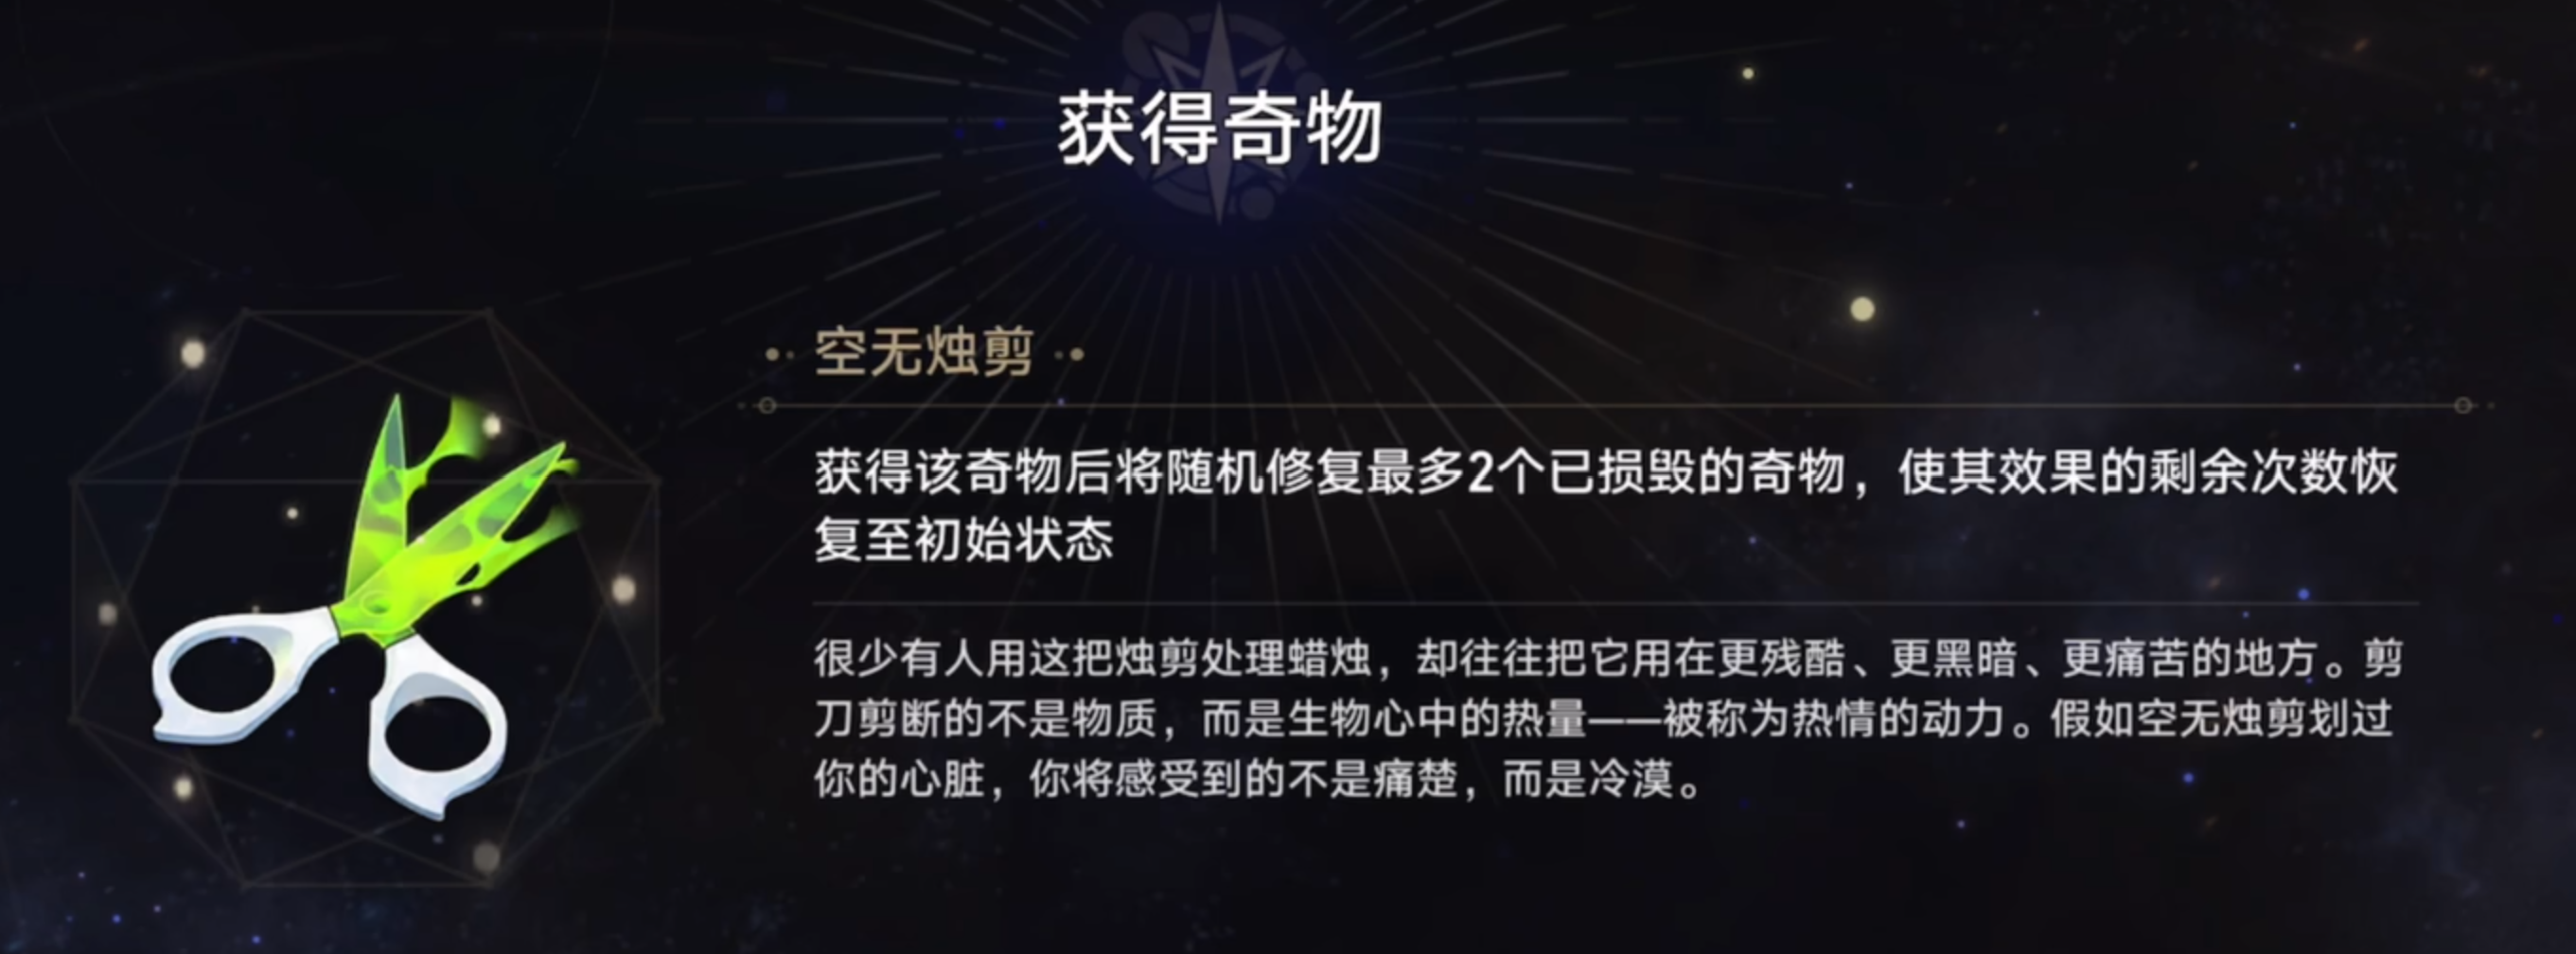 获得奇物
空无烛剪
获得该奇物后将随机修复最多2个已损毁的奇物，使其效果的剩余次数恢
复至初始状态
很少有人用这把烛剪处理蜡烛，却往往把它用在更残酷、更黑暗、更痛苦的地方。剪
刀剪断的不是物质，而是生物心中的热量——被称为热情的动力。假如空无烛剪划过
你的心脏，你将感受到的不是痛楚，而是冷漠。